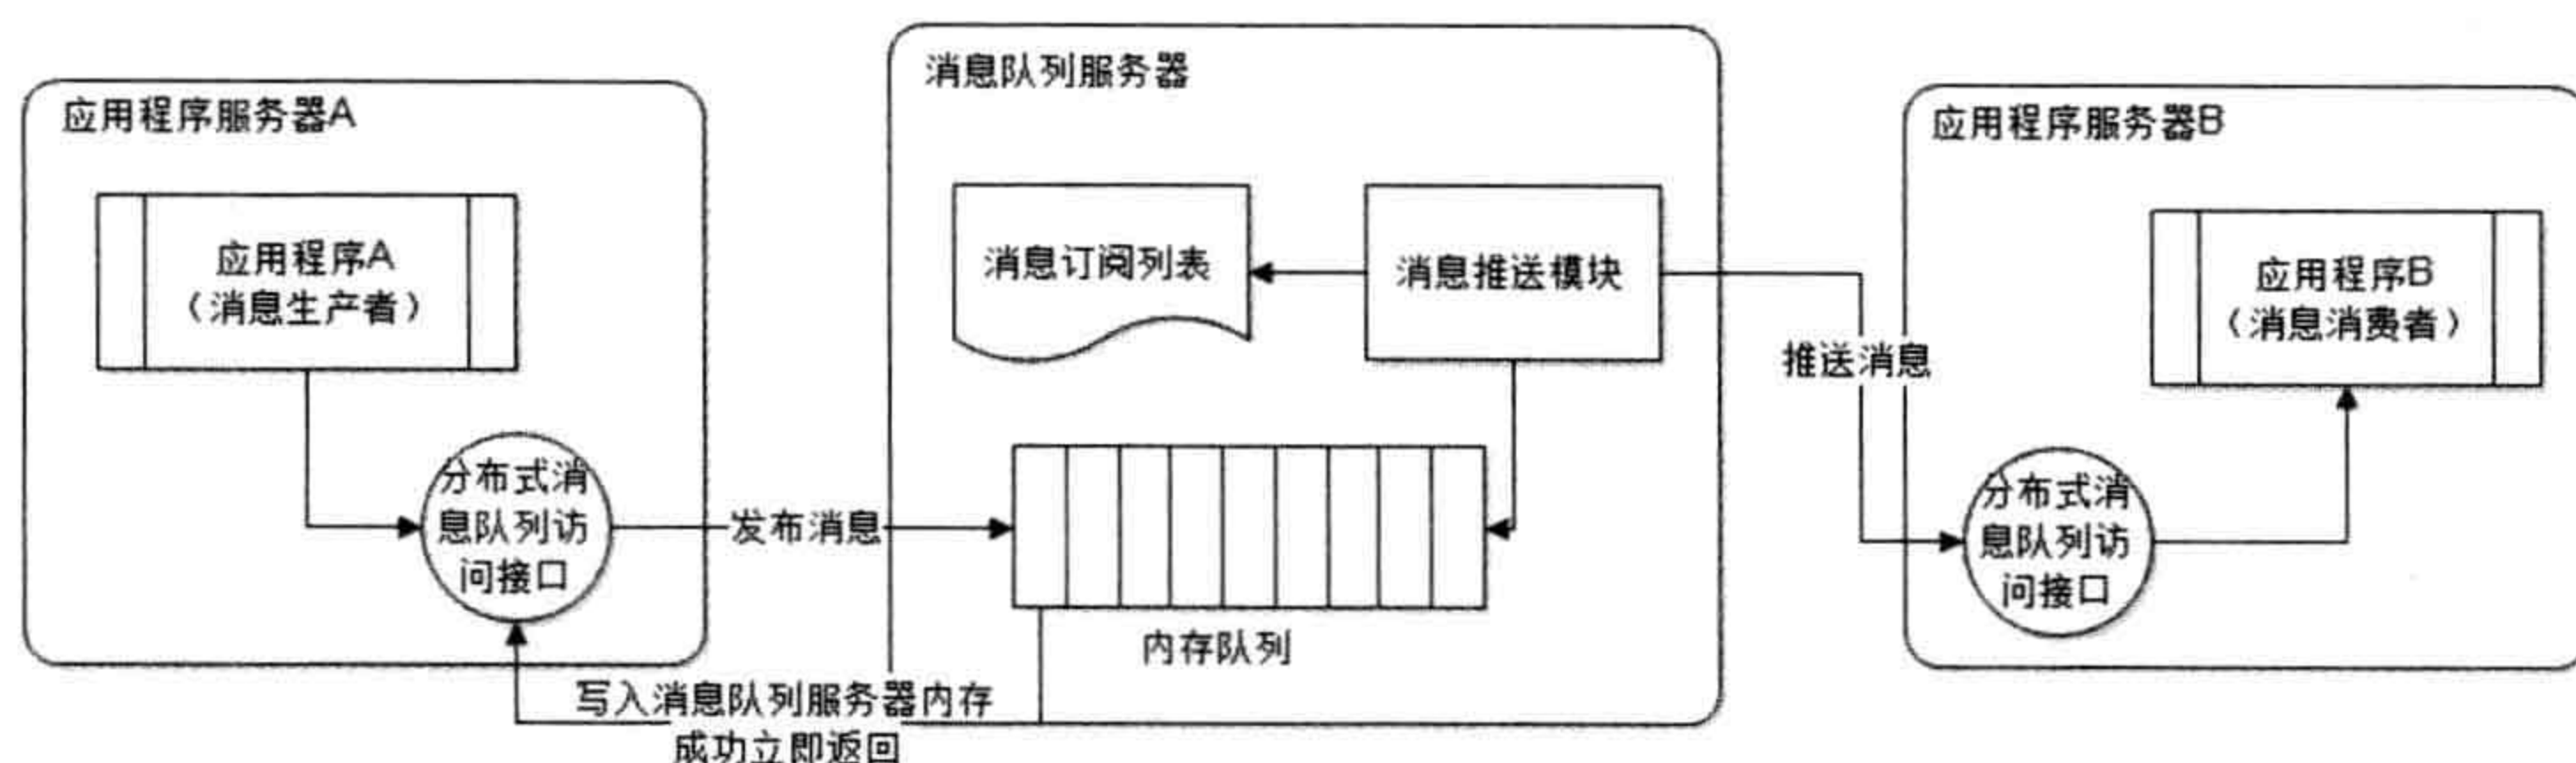 应用程序服务器A
应用程序A
（消息生产者）
分布式消
息队列访
问接口
发布消息
写入消息队列服务器内存
成功立即返回
消息队列服务器
消息订阅列表
消息推送模块
内存队列
推送消息
应用程序服务器B
应用程序B
（消息消费者）
分布式消
息队列访
问接口